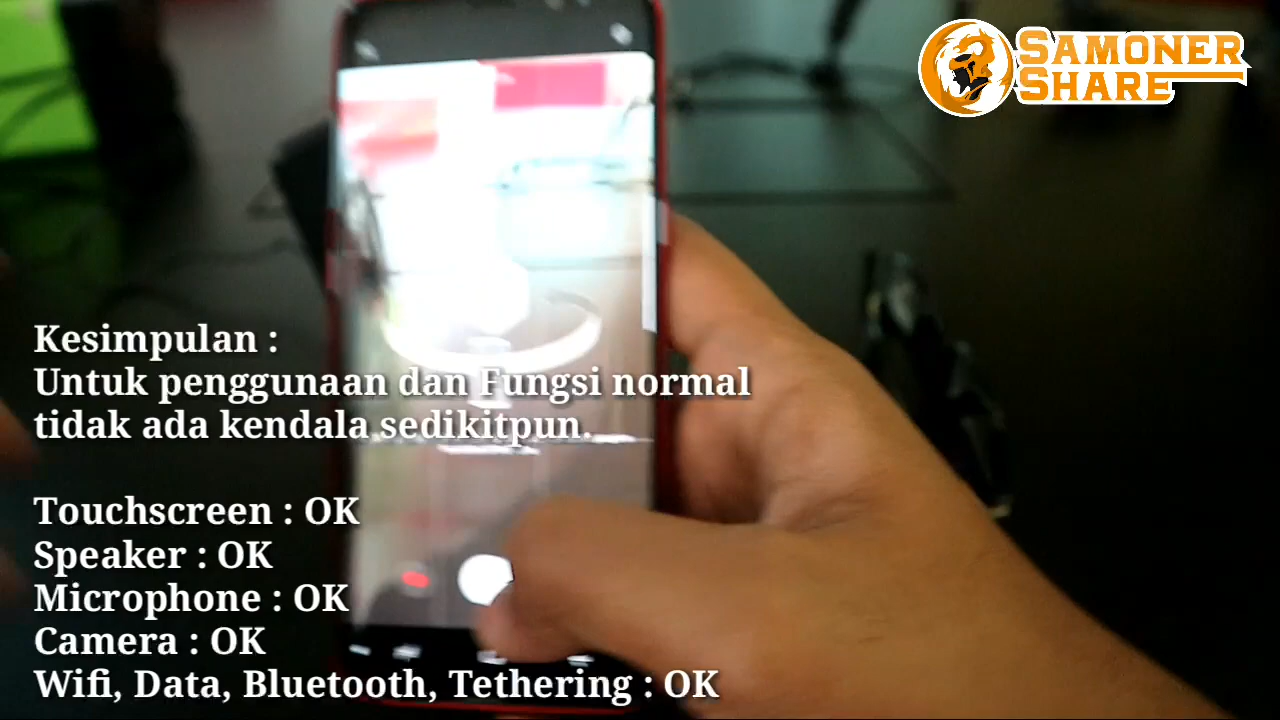 SAMONER
SHARE
Kesimpulan :
Untuk penggunaan dan Fungsi normal
tidak ada kendala sedikitpun.
Touchscreen : OK
Speaker : OK
Microphone : OK
Camera : OK
Wifi, Data, Bluetooth, Tethering : OK